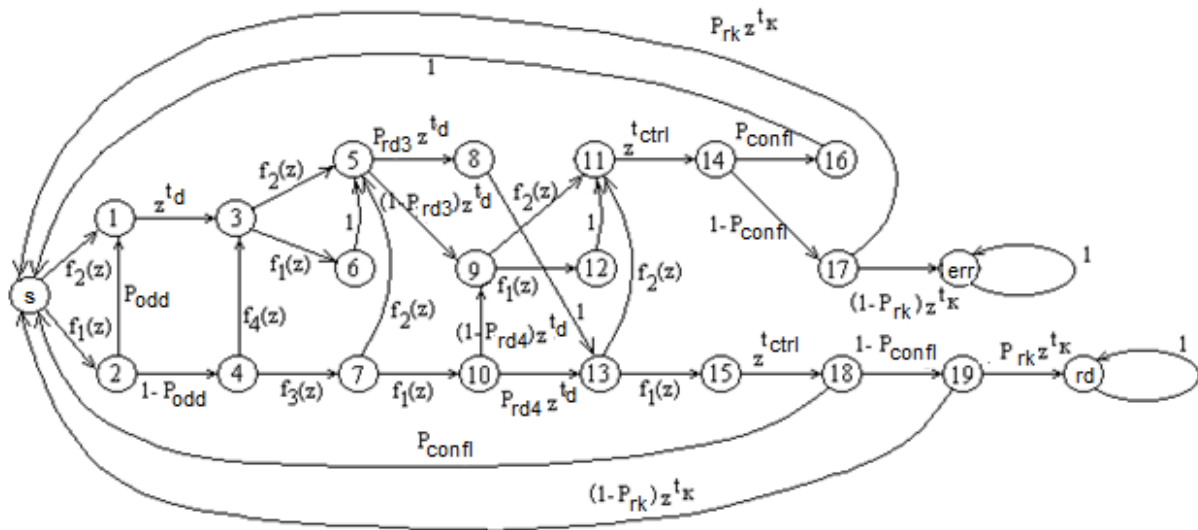 P_rk z^t_K
1
P_rd3 z^t_d
t_ctrl
z
P_confl
5
8
11
14
16
f_2(z)
(1-P_rd3)z^t_d
f_2(z)
z^t_d
1
1
1-P_confl
1
3
f_2(z)
P_odd
f_1(z)
6
9
f_1(z)
12
f_2(z)
17
err
1
s
f_1(z)
f_4(z)
f_2(z)
(1-P_rd4)z^t_d
1
(1-P_rk)z^t_K
z^t_ctrl
1-P_confl
P_rk z^t_K
1
2
4
7
10
13
15
18
19
rd
1-P_odd
f_3(z)
f_1(z)
P_rd4 z^t_d
f_1(z)
P_confl
(1-P_rk)z^t_K